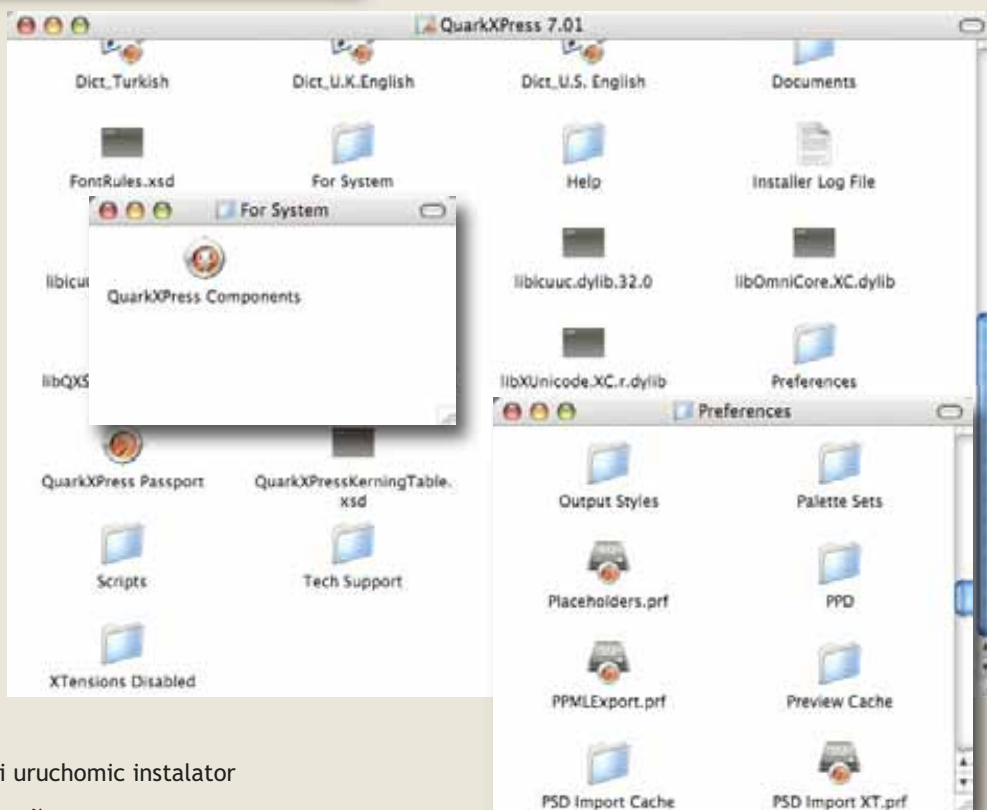 QuarkXPress 7.01
Dict_Turkish
Dict_U.K.English
Dict_U.S. English
Documents
FontRules.xsd
For System
Help
Installer Log File
For System
QuarkXPress Components
libicuuc.dylib.32.0
libOmniCore.XC.dylib
libQXS
libXUnicode.XC.r.dylib
Preferences
Preferences
QuarkXPress Passport
QuarkXPressKerningTable.
xsd
Output Styles
Palette Sets
Scripts
Tech Support
Placeholders.prf
PPD
XTensions Disabled
PPMLExport.prf
Preview Cache
i uruchomic instalator
PSD Import Cache
PSD Import XT.prf